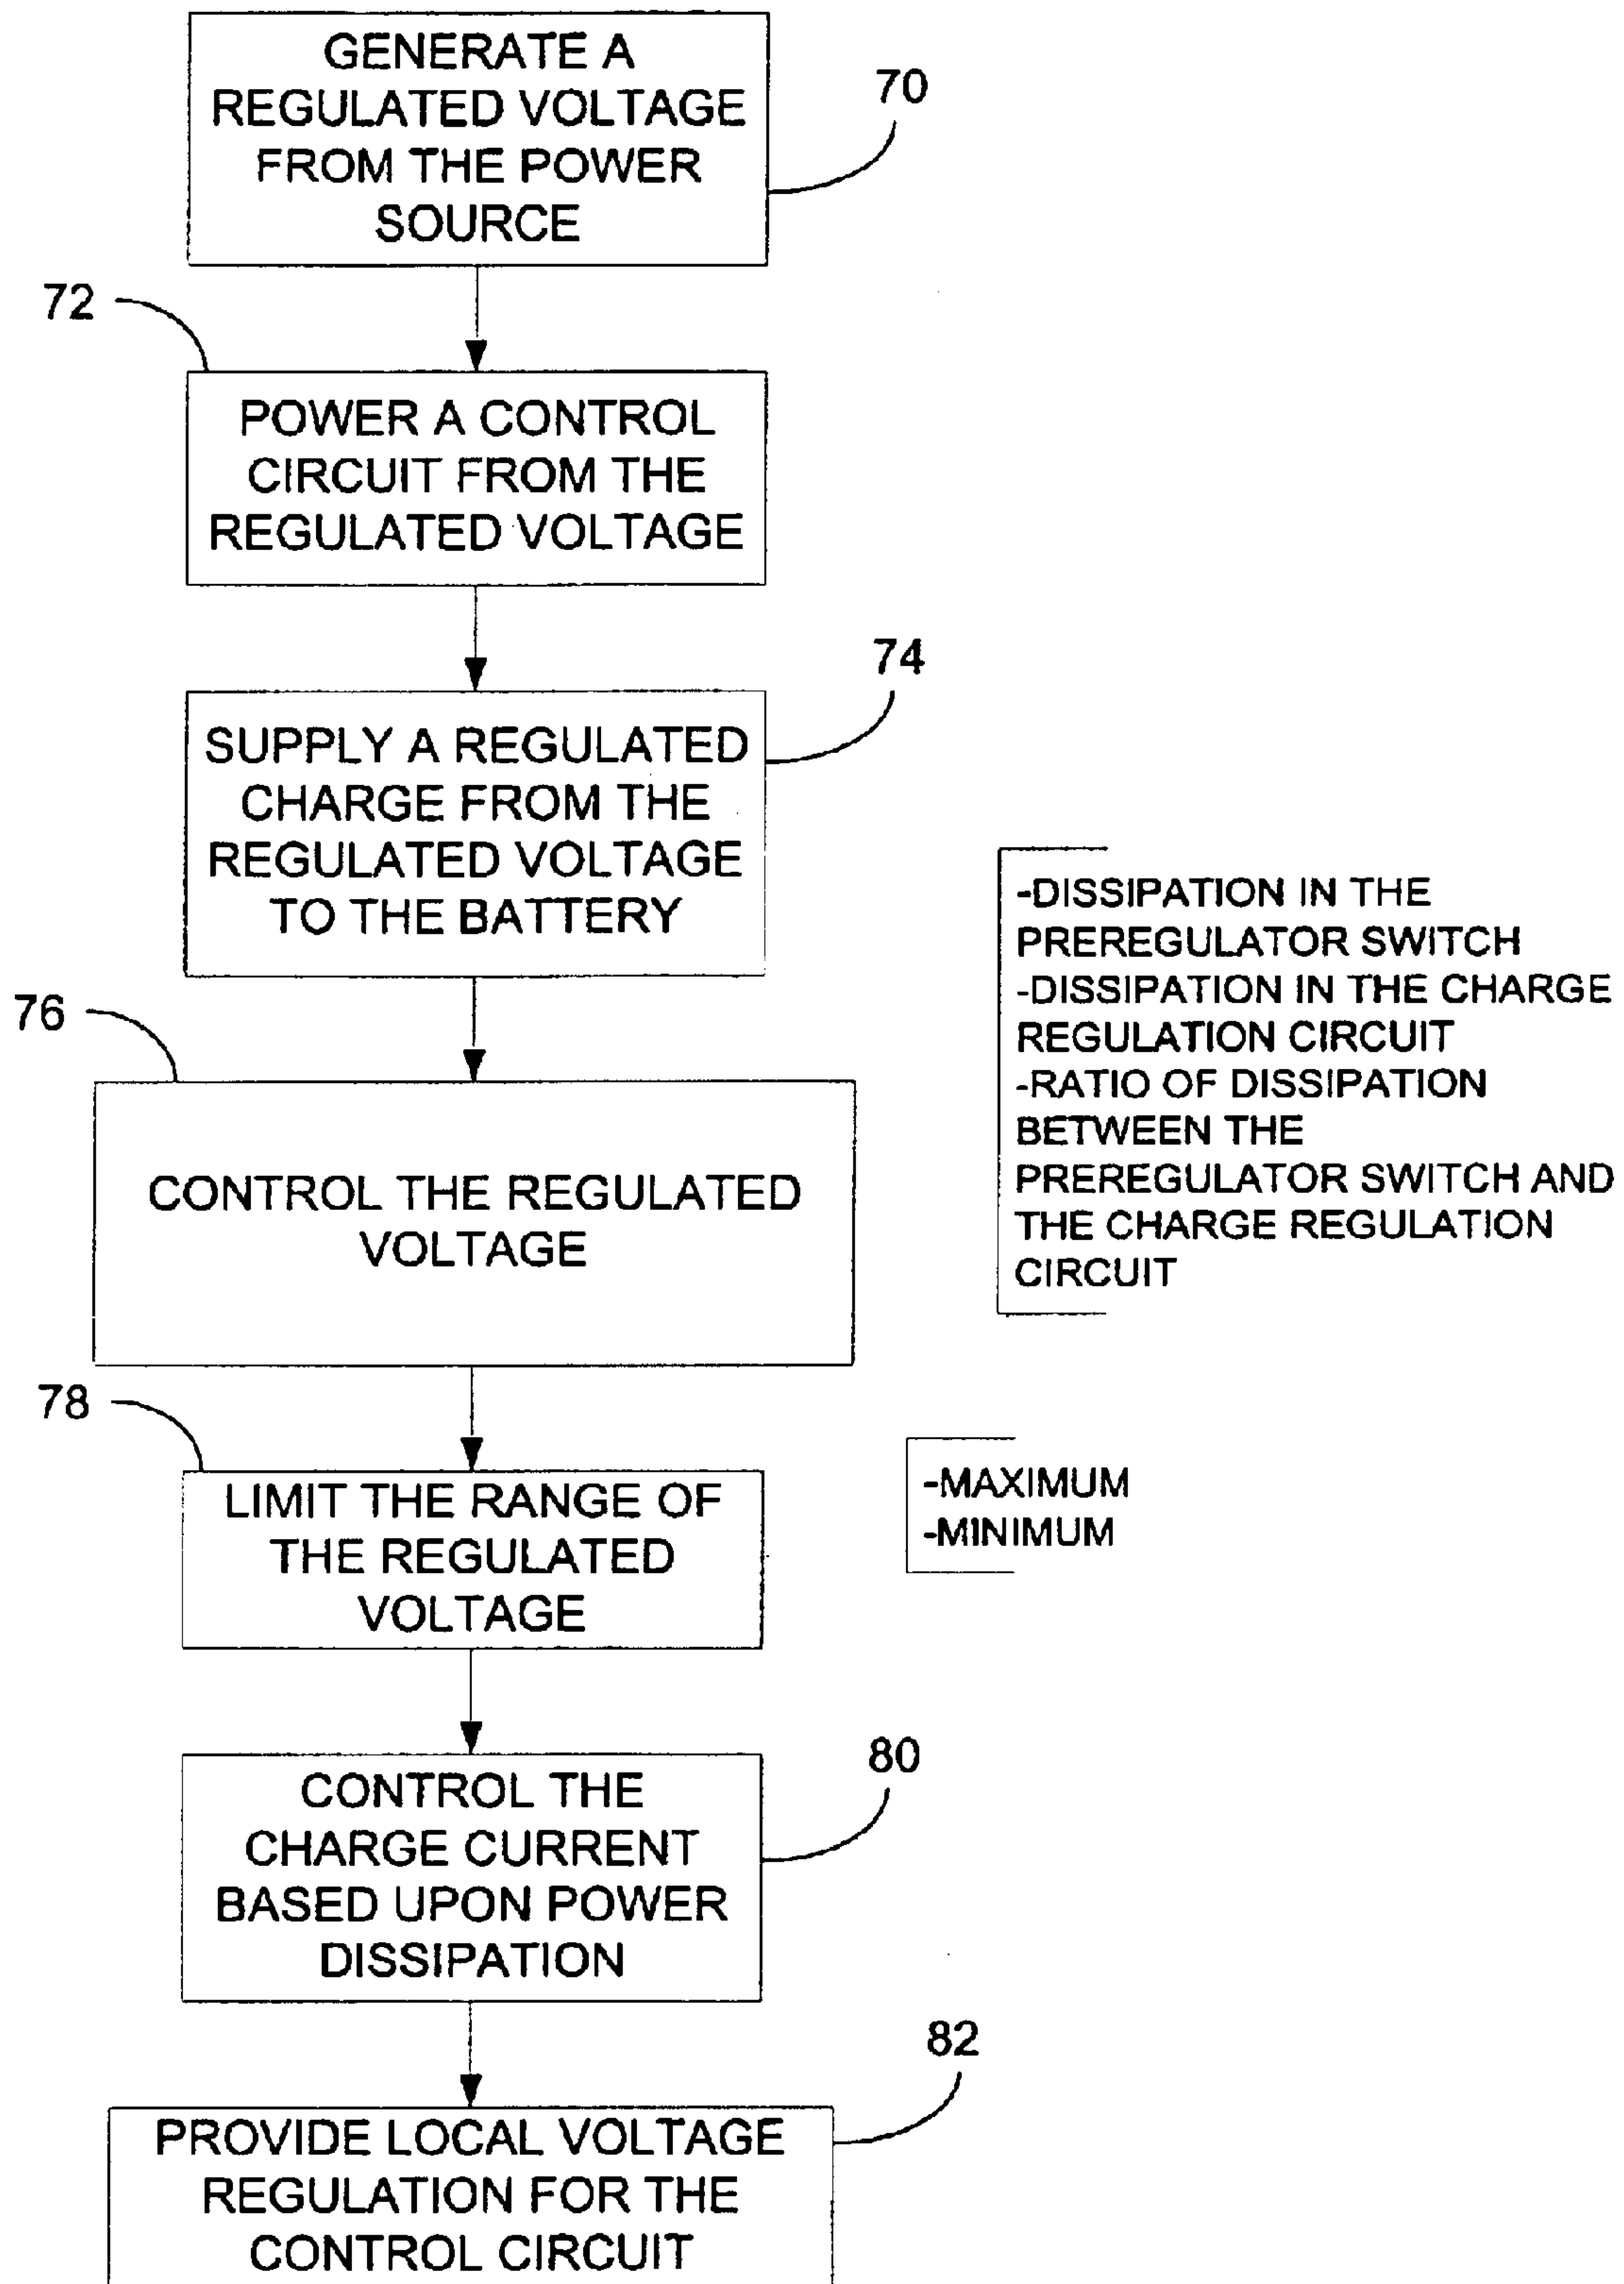 GENERATE A
REGULATED VOLTAGE
FROM THE POWER
SOURCE
70
72
POWER A CONTROL
CIRCUIT FROM THE
REGULATED VOLTAGE
74
SUPPLY A REGULATED
CHARGE FROM THE
REGULATED VOLTAGE
TO THE BATTERY
76
CONTROL THE REGULATED
VOLTAGE
-DISSIPATION IN THE
PREREGULATOR SWITCH
-DISSIPATION IN THE CHARGE
REGULATION CIRCUIT
-RATIO OF DISSIPATION
BETWEEN THE
PREREGULATOR SWITCH AND
THE CHARGE REGULATION
CIRCUIT
78
LIMIT THE RANGE OF
THE REGULATED
VOLTAGE
-MAXIMUM
-MINIMUM
80
CONTROL THE
CHARGE CURRENT
BASED UPON POWER
DISSIPATION
82
PROVIDE LOCAL VOLTAGE
REGULATION FOR THE
CONTROL CIRCUIT